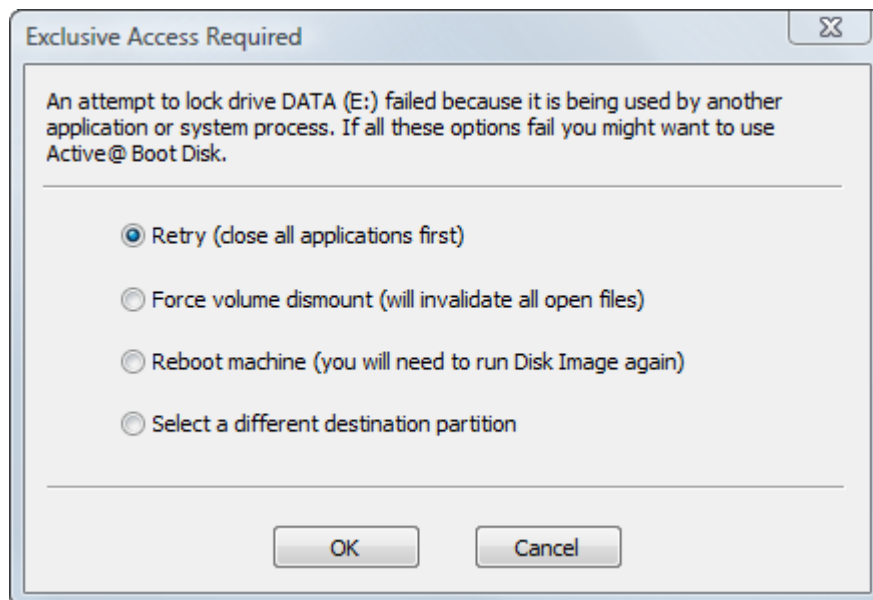 Exclusive Access Required
An attempt to lock drive DATA (E:) failed because it is being used by another
application or system process. If all these options fail you might want to use
Active@ Boot Disk.
Retry (close all applications first)
Force volume dismount (will invalidate all open files)
Reboot machine (you will need to run Disk Image again)
Select a different destination partition
OK Cancel